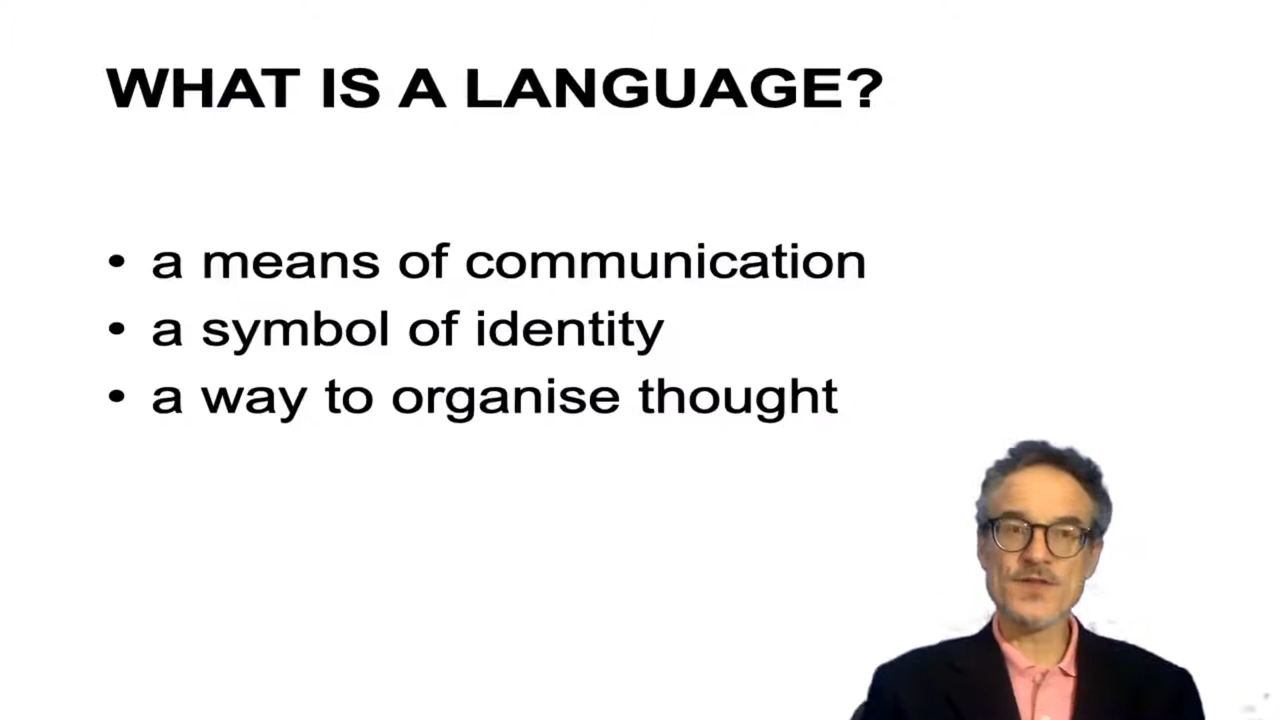 WHAT IS A LANGUAGE?
• a means of communication
• a symbol of identity
• a way to organise thought